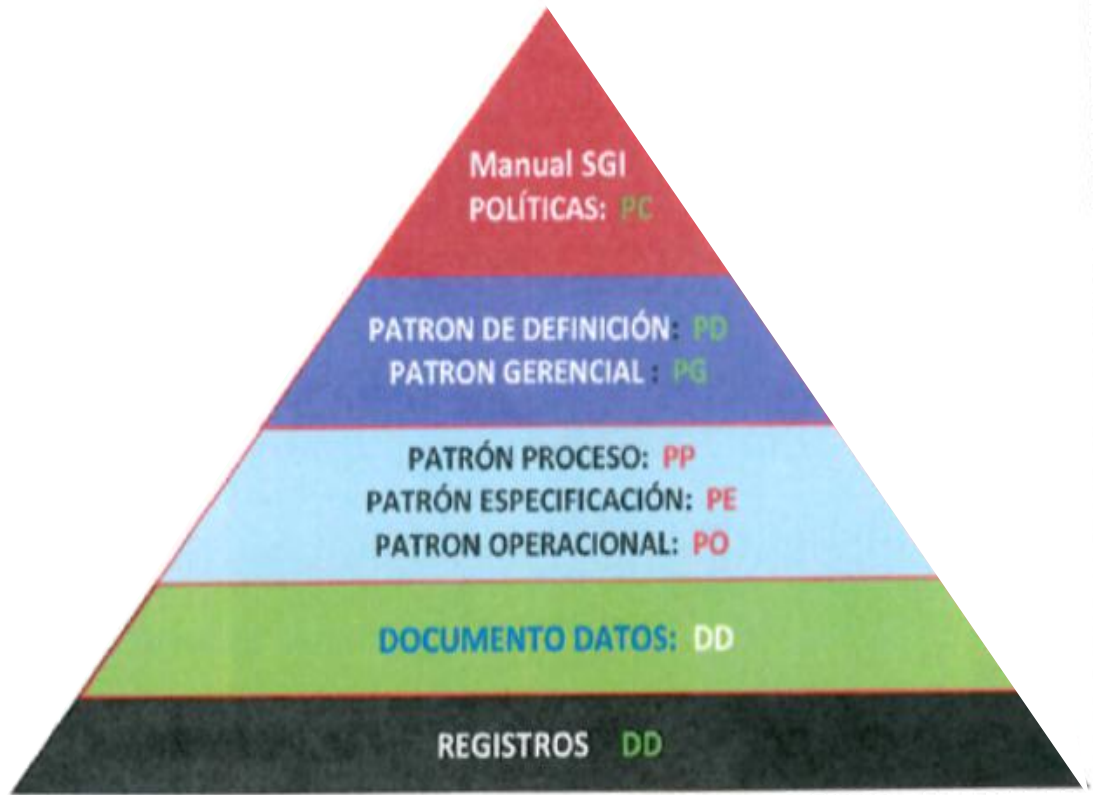 Manual SGI
POLÍTICAS: PC
PATRON DE DEFINICIÓN: PD
PATRON GERENCIAL : PG
PATRÓN PROCESO: PP
PATRÓN ESPECIFICACIÓN: PE
PATRON OPERACIONAL: PO
DOCUMENTO DATOS: DD
REGISTROS DD